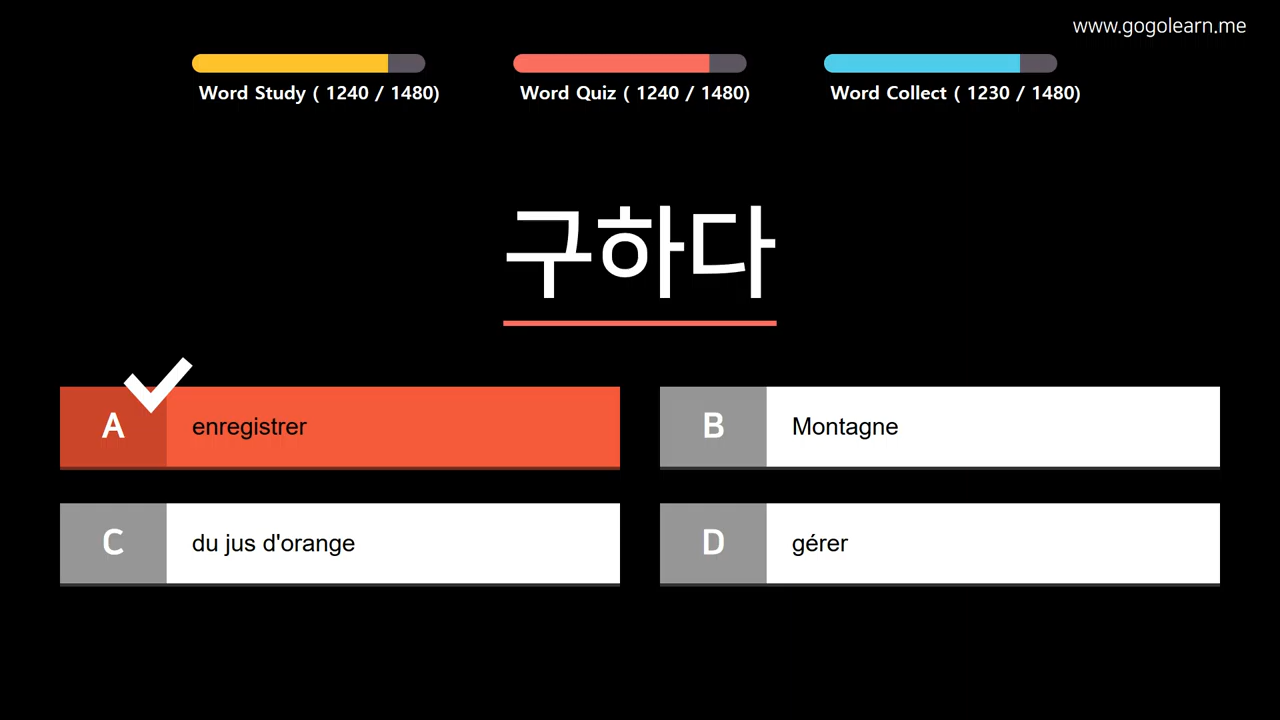 www.gogolearn.me
Word Study ( 1240 / 1480)
Word Quiz ( 1240 / 1480)
Word Collect ( 1230 / 1480)
구하다
A enregistrer
B Montagne
C du jus d'orange
D gérer